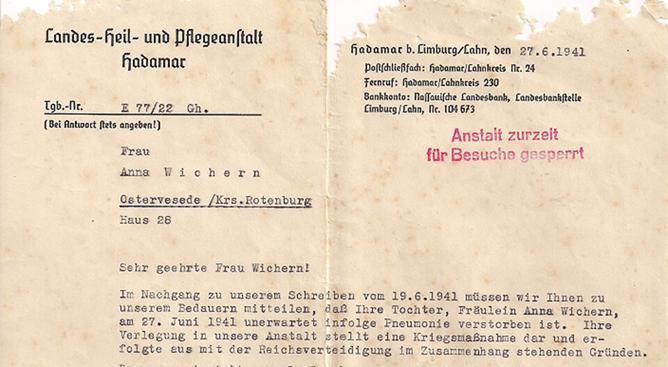 Landes-Heil- und Pflegeanstalt
Hadamar
Hadamar b. Limburg/Lahn, den 27.6.1941
Postschließfach: Hadamar/Lahnkreis Nr. 24
Fernruf: Hadamar/Lahnkreis 230
Bankkonto: Nassauische Landesbank, Landesbankstelle
Limburg/Lahn, Nr. 104673
Tgb.-Nr. E 77/22 Gh.
(Bei Antwort stets angeben!)
Anstalt zurzeit
für Besuche gesperrt
Frau
Anna Wichern
Ostervesede /Krs.Rotenburg
Haus 28
Sehr geehrte Frau Wichern!
Im Nachgang zu unserem Schreiben vom 19.6.1941 müssen wir Ihnen zu
unserem Bedauern mitteilen, daß Ihre Tochter, Fräulein Anna Wichern,
am 27. Juni 1941 unerwartet infolge Pneumonie verstorben ist. Ihre
Verlegung in unsere Anstalt stellt eine Kriegsmaßnahme dar und er-
folgte aus mit der Reichsverteidigung im Zusammenhang stehenden Gründen.